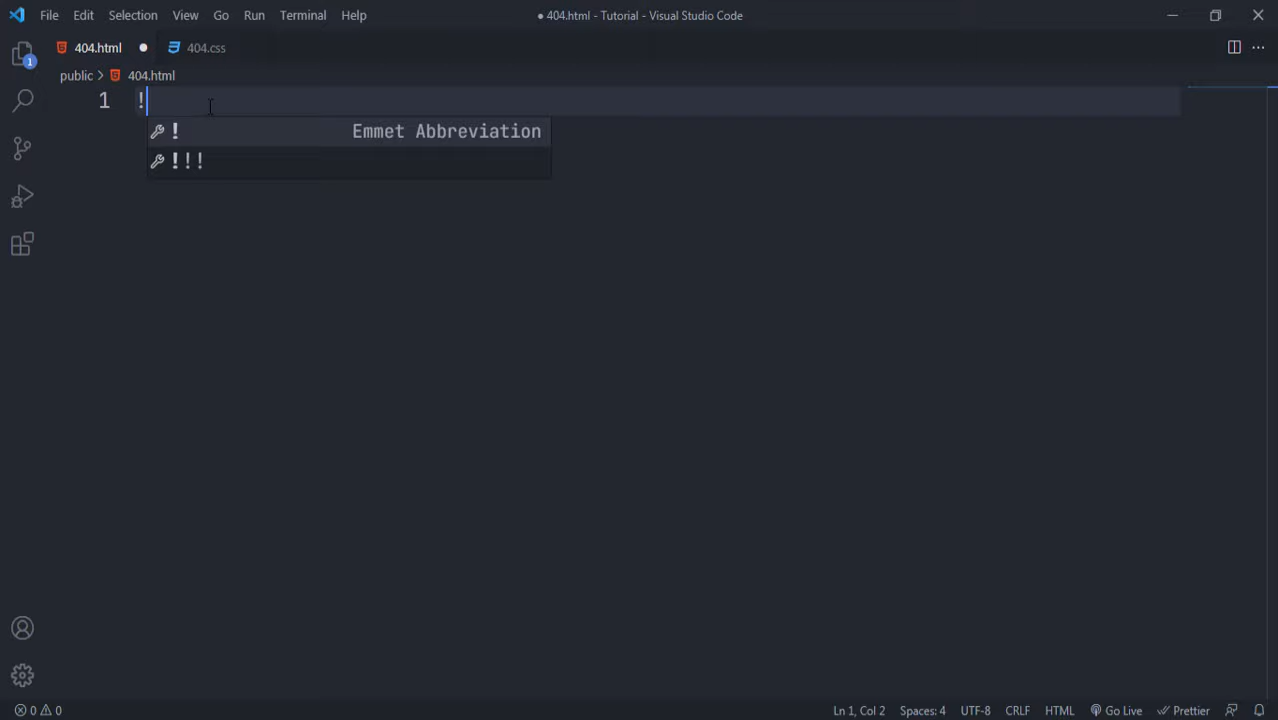 File Edit Selection View Go Run Terminal Help ● 404.html - Tutorial - Visual Studio Code
404.html ● 404.css
public > 404.html
1 !
! Emmet Abbreviation
!!!
1
0 0 Ln 1, Col 2 Spaces: 4 UTF-8 CRLF HTML Go Live Prettier